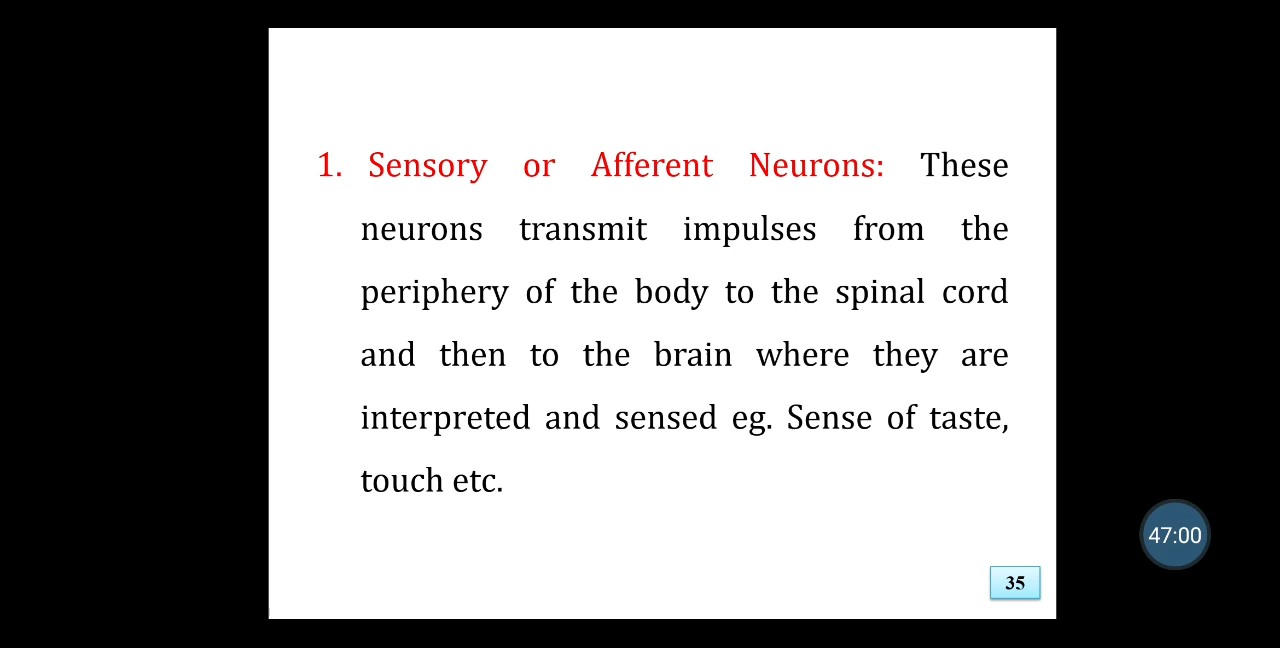 1. Sensory or Afferent Neurons: These
neurons transmit impulses from the
periphery of the body to the spinal cord
and then to the brain where they are
interpreted and sensed eg. Sense of taste,
touch etc.
47:00
35